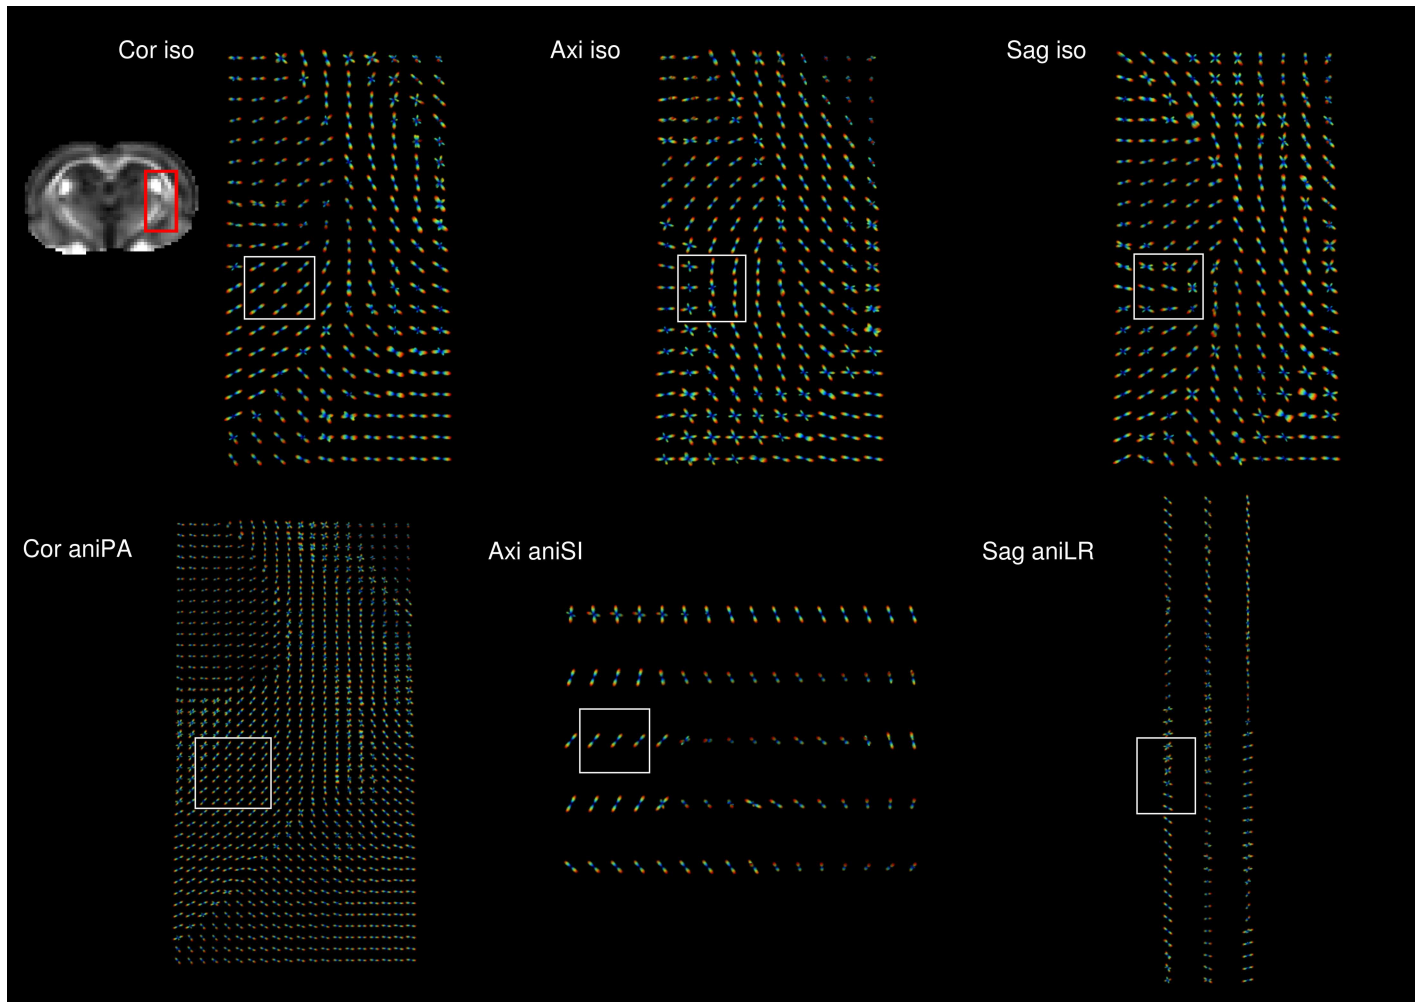 Cor iso
Axi iso
Sag iso
Cor aniPA
Axi aniSI
Sag aniLR